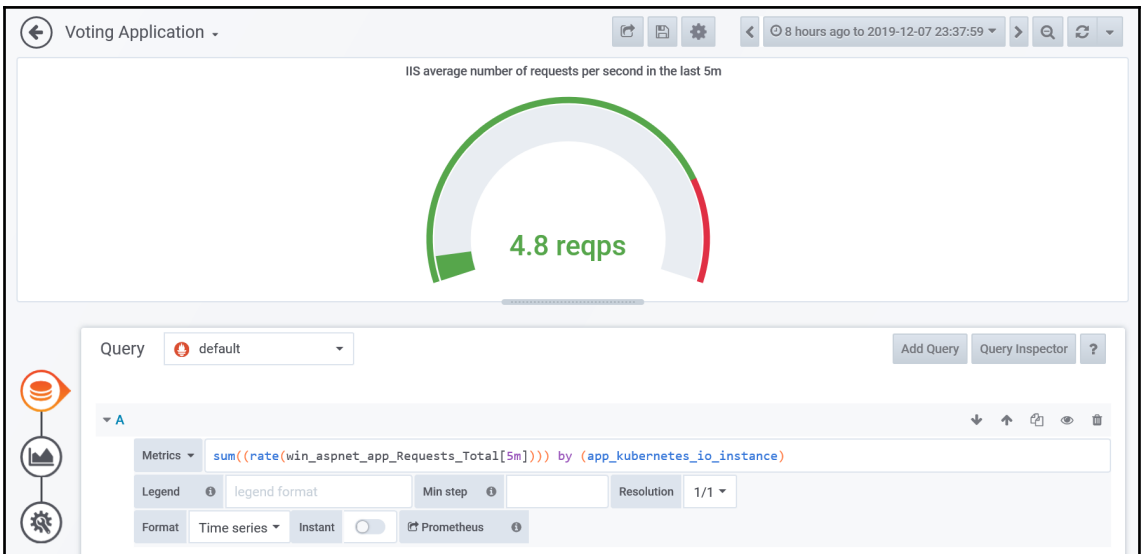 Voting Application
8 hours ago to 2019-12-07 23:37:59
IIS average number of requests per second in the last 5m
4.8 reqps
Query default Add Query Query Inspector ?
A
Metrics sum((rate(win_aspnet_app_Requests_Total[5m]))) by (app_kubernetes_io_instance)
Legend legend format Min step Resolution 1/1
Format Time series Instant Prometheus